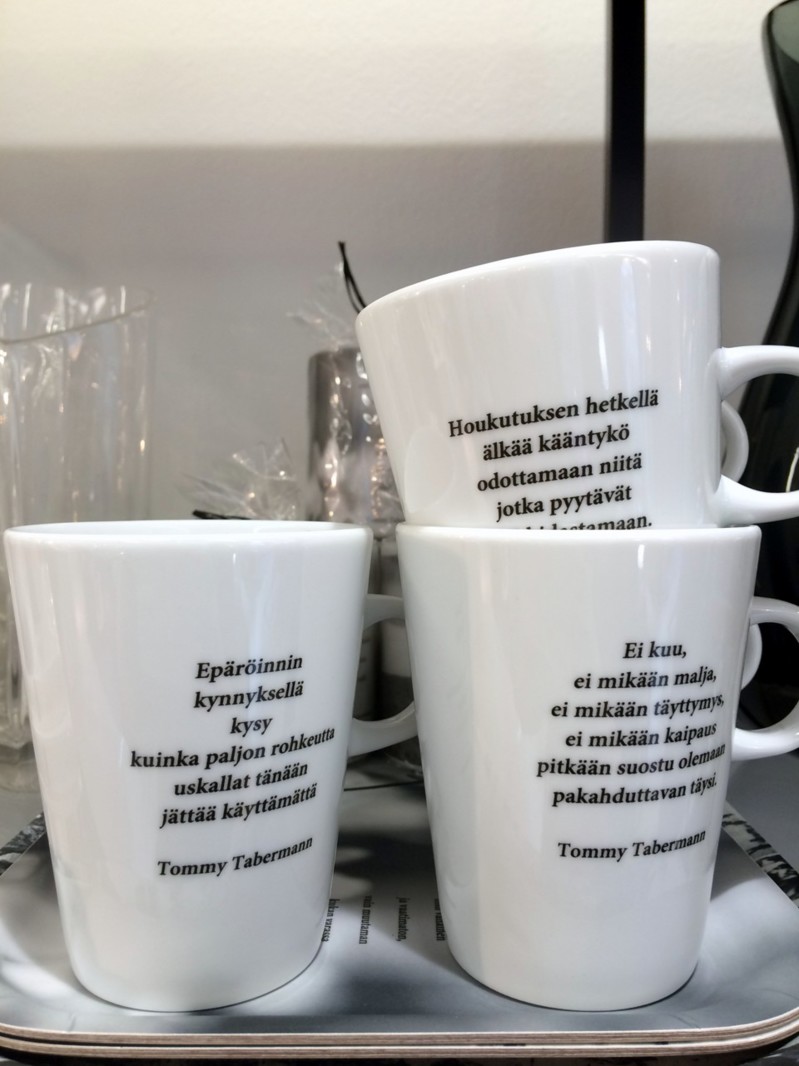 Houkutuksen hetkellä
älkää kääntykö
odottamaan niitä
jotka pyytävät
Epäröinnin
kynnyksellä
kysy
kuinka paljon rohkeutta
uskallat tänään
jättää käyttämättä
Tommy Tabermann
Ei kuu,
ei mikään malja,
ei mikään täyttymys,
ei mikään kaipaus
pitkään suostu olemaan
pakahduttavan täysi.
Tommy Tabermann
vain muutaman